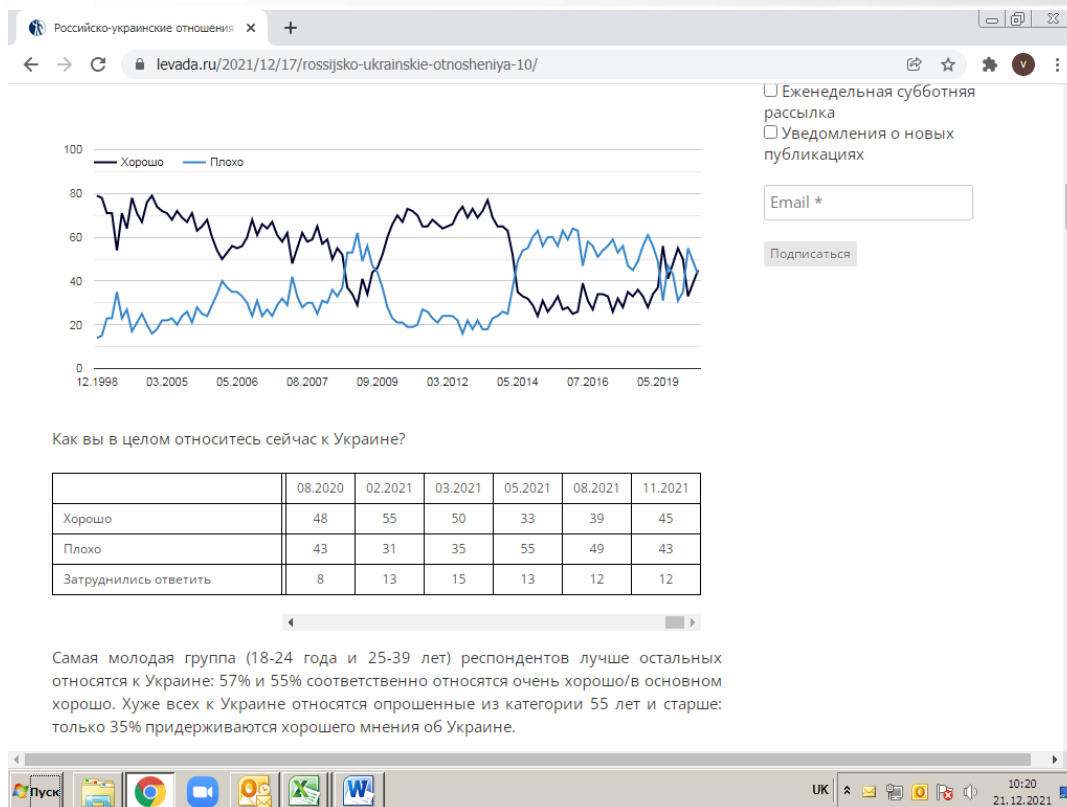 Российско-украинские отношения
levada.ru/2021/12/17/rossijsko-ukrainskie-otnosheniya-10/
V
Еженедельная субботняя
рассылка
Уведомления о новых
публикациях
Email *
Подписаться
100
Хорошо Плохо
80
60
40
20
0
12.1998 03.2005 05.2006 08.2007 09.2009 03.2012 05.2014 07.2016 05.2019
Как вы в целом относитесь сейчас к Украине?
08.2020 02.2021 03.2021 05.2021 08.2021 11.2021
Хорошо 48 55 50 33 39 45
Плохо 43 31 35 55 49 43
Затруднились ответить 8 13 15 13 12 12
Самая молодая группа (18-24 года и 25-39 лет) респондентов лучше остальных
относятся к Украине: 57% и 55% соответственно относятся очень хорошо/в основном
хорошо. Хуже всех к Украине относятся опрошенные из категории 55 лет и старше:
только 35% придерживаются хорошего мнения об Украине.
Пуск
UK
10:20
21.12.2021